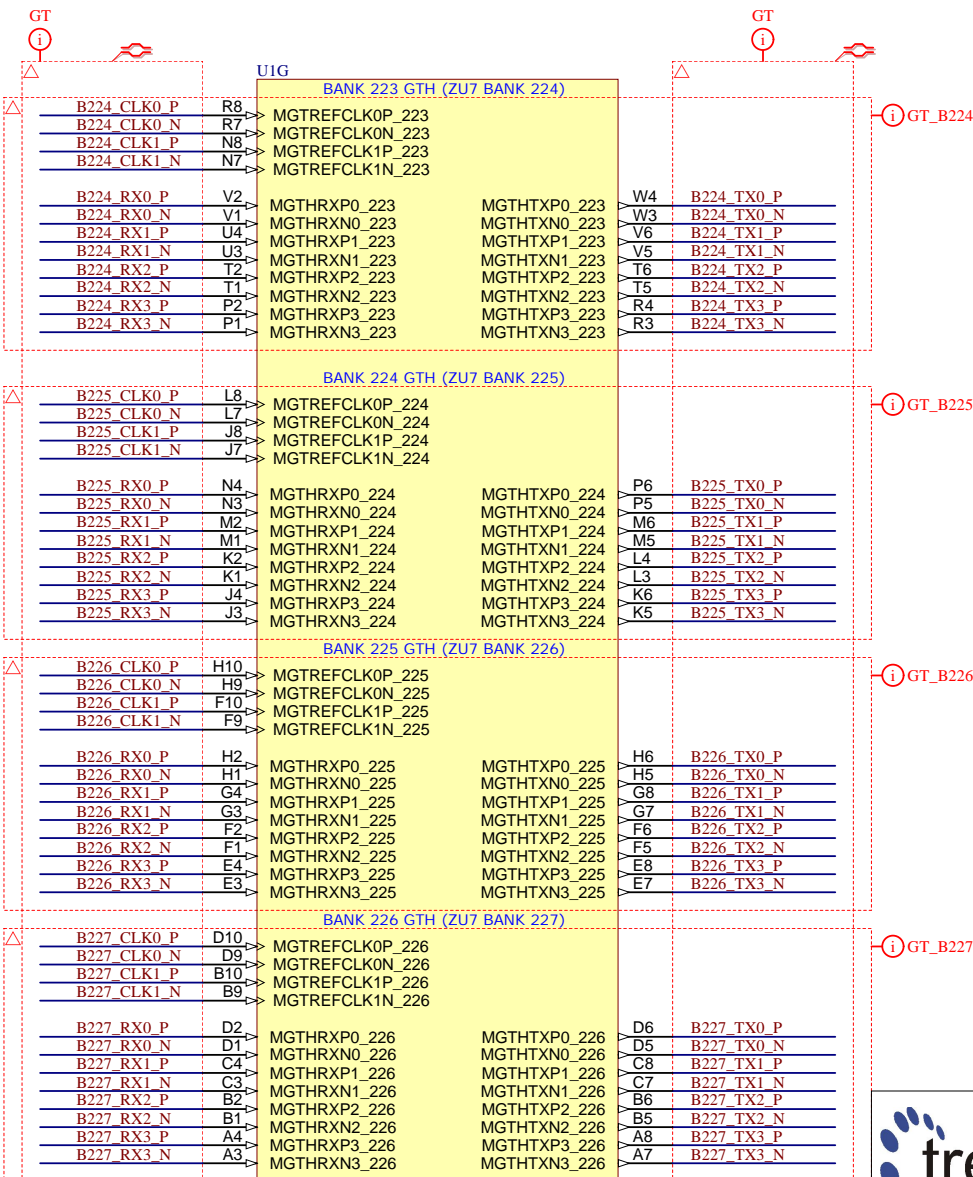 GT
GT
i
i
U1G
BANK 223 GTH (ZU7 BANK 224)
B224_CLK0_P R8 MGTREFCLK0P_223
i GT_B224
B224_CLK0_N R7 MGTREFCLK0N_223
B224_CLK1_P N8 MGTREFCLK1P_223
B224_CLK1_N N7 MGTREFCLK1N_223
B224_RX0_P V2 MGTHRXP0_223 MGTHTXP0_223 W4 B224_TX0_P
B224_RX0_N V1 MGTHRXN0_223 MGTHTXN0_223 W3 B224_TX0_N
B224_RX1_P U4 MGTHRXP1_223 MGTHTXP1_223 V6 B224_TX1_P
B224_RX1_N U3 MGTHRXN1_223 MGTHTXN1_223 V5 B224_TX1_N
B224_RX2_P T2 MGTHRXP2_223 MGTHTXP2_223 T6 B224_TX2_P
B224_RX2_N T1 MGTHRXN2_223 MGTHTXN2_223 T5 B224_TX2_N
B224_RX3_P P2 MGTHRXP3_223 MGTHTXP3_223 R4 B224_TX3_P
B224_RX3_N P1 MGTHRXN3_223 MGTHTXN3_223 R3 B224_TX3_N
BANK 224 GTH (ZU7 BANK 225)
B225_CLK0_P L8 MGTREFCLK0P_224
i GT_B225
B225_CLK0_N L7 MGTREFCLK0N_224
B225_CLK1_P J8 MGTREFCLK1P_224
B225_CLK1_N J7 MGTREFCLK1N_224
B225_RX0_P N4 MGTHRXP0_224 MGTHTXP0_224 P6 B225_TX0_P
B225_RX0_N N3 MGTHRXN0_224 MGTHTXN0_224 P5 B225_TX0_N
B225_RX1_P M2 MGTHRXP1_224 MGTHTXP1_224 M6 B225_TX1_P
B225_RX1_N M1 MGTHRXN1_224 MGTHTXN1_224 M5 B225_TX1_N
B225_RX2_P K2 MGTHRXP2_224 MGTHTXP2_224 L4 B225_TX2_P
B225_RX2_N K1 MGTHRXN2_224 MGTHTXN2_224 L3 B225_TX2_N
B225_RX3_P J4 MGTHRXP3_224 MGTHTXP3_224 K6 B225_TX3_P
B225_RX3_N J3 MGTHRXN3_224 MGTHTXN3_224 K5 B225_TX3_N
BANK 225 GTH (ZU7 BANK 226)
B226_CLK0_P H10 MGTREFCLK0P_225
i GT_B226
B226_CLK0_N H9 MGTREFCLK0N_225
B226_CLK1_P F10 MGTREFCLK1P_225
B226_CLK1_N F9 MGTREFCLK1N_225
B226_RX0_P H2 MGTHRXP0_225 MGTHTXP0_225 H6 B226_TX0_P
B226_RX0_N H1 MGTHRXN0_225 MGTHTXN0_225 H5 B226_TX0_N
B226_RX1_P G4 MGTHRXP1_225 MGTHTXP1_225 G8 B226_TX1_P
B226_RX1_N G3 MGTHRXN1_225 MGTHTXN1_225 G7 B226_TX1_N
B226_RX2_P F2 MGTHRXP2_225 MGTHTXP2_225 F6 B226_TX2_P
B226_RX2_N F1 MGTHRXN2_225 MGTHTXN2_225 F5 B226_TX2_N
B226_RX3_P E4 MGTHRXP3_225 MGTHTXP3_225 E8 B226_TX3_P
B226_RX3_N E3 MGTHRXN3_225 MGTHTXN3_225 E7 B226_TX3_N
BANK 226 GTH (ZU7 BANK 227)
B227_CLK0_P D10 MGTREFCLK0P_226
i GT_B227
B227_CLK0_N D9 MGTREFCLK0N_226
B227_CLK1_P B10 MGTREFCLK1P_226
B227_CLK1_N B9 MGTREFCLK1N_226
B227_RX0_P D2 MGTHRXP0_226 MGTHTXP0_226 D6 B227_TX0_P
B227_RX0_N D1 MGTHRXN0_226 MGTHTXN0_226 D5 B227_TX0_N
B227_RX1_P C4 MGTHRXP1_226 MGTHTXP1_226 C8 B227_TX1_P
B227_RX1_N C3 MGTHRXN1_226 MGTHTXN1_226 C7 B227_TX1_N
B227_RX2_P B2 MGTHRXP2_226 MGTHTXP2_226 B6 B227_TX2_P
B227_RX2_N B1 MGTHRXN2_226 MGTHTXN2_226 B5 B227_TX2_N
B227_RX3_P A4 MGTHRXP3_226 MGTHTXP3_226 A8 B227_TX3_P
B227_RX3_N A3 MGTHRXN3_226 MGTHTXN3_226 A7 B227_TX3_N